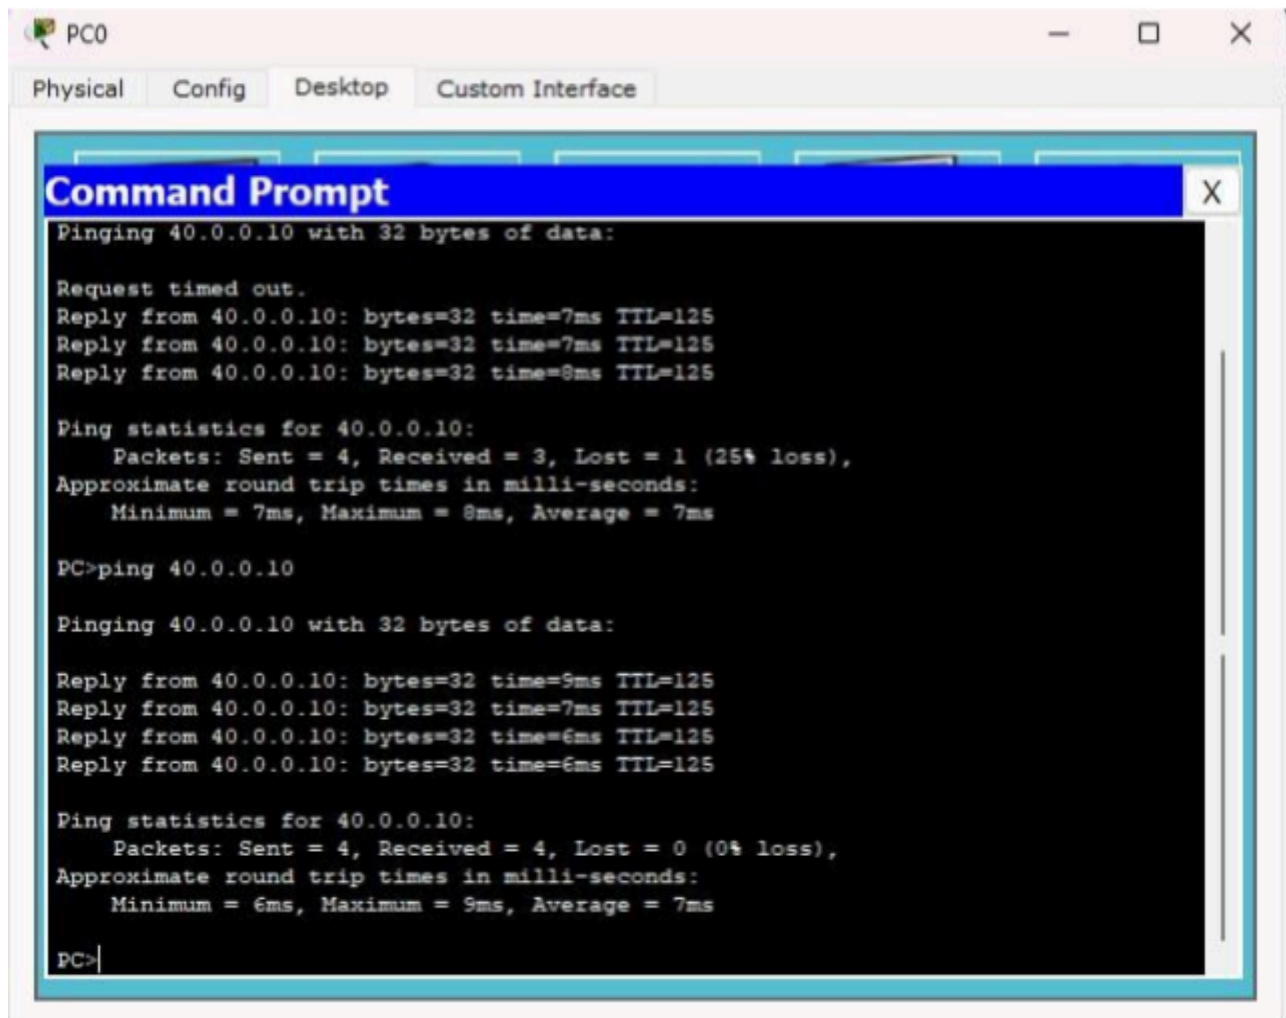 PC0
Physical Config Desktop Custom Interface
Command Prompt
X
Pinging 40.0.0.10 with 32 bytes of data:
Request timed out.
Reply from 40.0.0.10: bytes=32 time=7ms TTL=125
Reply from 40.0.0.10: bytes=32 time=7ms TTL=125
Reply from 40.0.0.10: bytes=32 time=8ms TTL=125
Ping statistics for 40.0.0.10:
Packets: Sent = 4, Received = 3, Lost = 1 (25% loss),
Approximate round trip times in milli-seconds:
Minimum = 7ms, Maximum = 8ms, Average = 7ms
PC>ping 40.0.0.10
Pinging 40.0.0.10 with 32 bytes of data:
Reply from 40.0.0.10: bytes=32 time=9ms TTL=125
Reply from 40.0.0.10: bytes=32 time=7ms TTL=125
Reply from 40.0.0.10: bytes=32 time=6ms TTL=125
Reply from 40.0.0.10: bytes=32 time=6ms TTL=125
Ping statistics for 40.0.0.10:
Packets: Sent = 4, Received = 4, Lost = 0 (0% loss),
Approximate round trip times in milli-seconds:
Minimum = 6ms, Maximum = 9ms, Average = 7ms
PC>